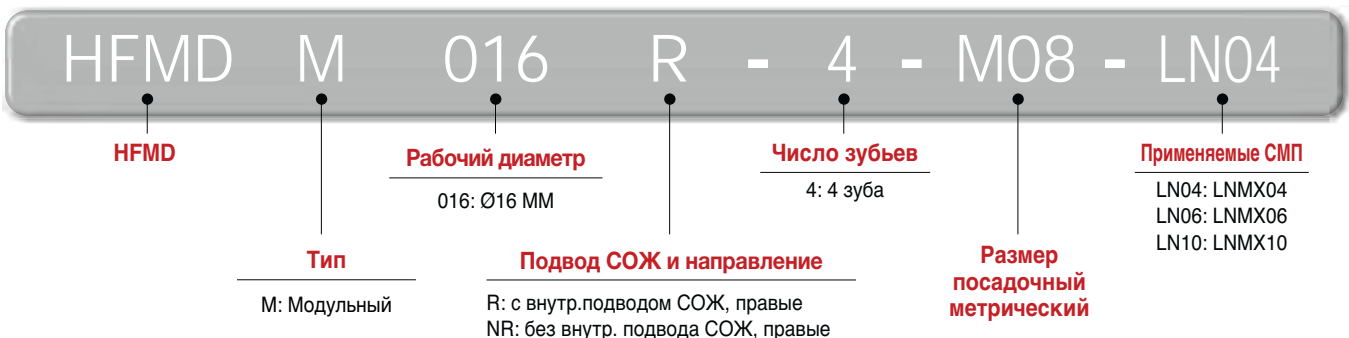 HFMD M 016 R - 4 - M08 - LN04
HFMD
Рабочий диаметр
016: Ø16 ММ
Число зубьев
4: 4 зуба
Применяемые СМП
LN04: LNMX04
LN06: LNMX06
LN10: LNMX10
Тип
М: Модульный
Подвод СОЖ и направление
R: с внутр.подводом СОЖ, правые
NR: без внутр. подвода СОЖ, правые
Размер
посадочный
метрический